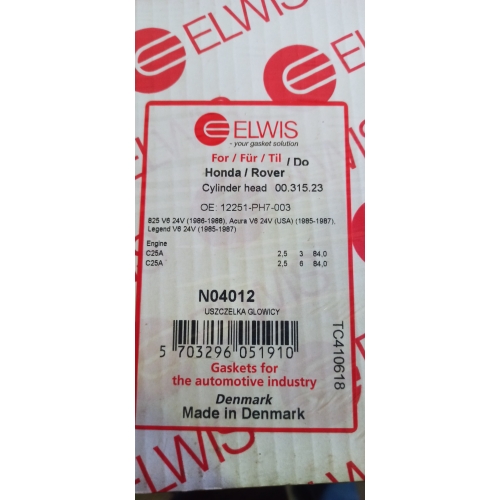 ELWIS
ELWIS
- your gasket solution
For / Für / Til / Do
Honda / Rover
Cylinder head 00.315.23
OE: 12251-PH7-003
825 V6 24V (1986-1988), Acura V6 24V (USA) (1985-1987),
Legend V6 24V (1985-1987)
Engine
C25A 2,5 3 84,0
C25A 2,5 6 84,0
N04012
USZCZELKA GLOWICY
5 703296 051910
TC410618
Gaskets for
the automotive industry
Denmark
Made in Denmark
ELWIS